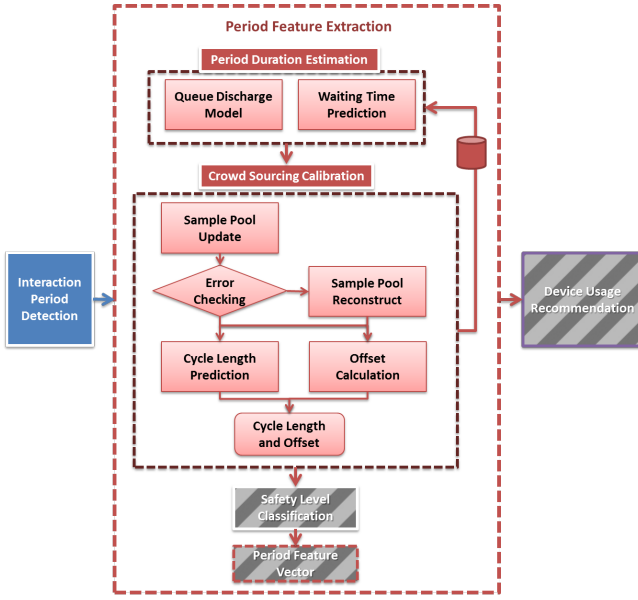 Period Feature Extraction
Period Duration Estimation
Queue Discharge
Model
Waiting Time
Prediction
Crowd Sourcing Calibration
Sample Pool
Update
Error
Checking
Sample Pool
Reconstruct
Interaction
Period
Detection
Device Usage
Recommendation
Cycle Length
Prediction
Offset
Calculation
Cycle Length
and Offset
Safety Level
Classification
Period Feature
Vector